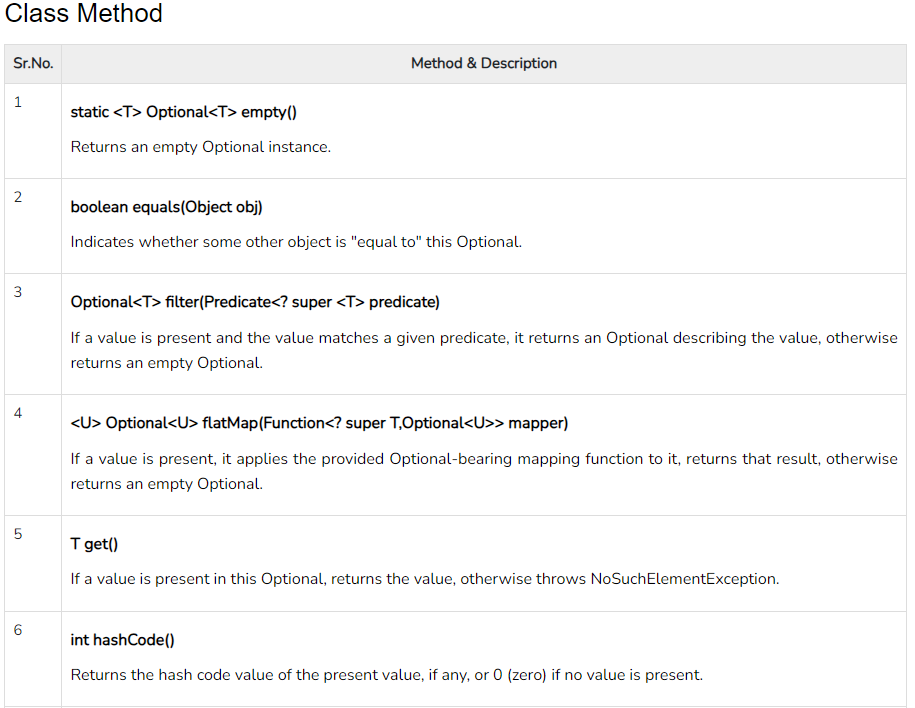 Class Method
Sr.No. Method & Description
1
static <T> Optional<T> empty()
Returns an empty Optional instance.
2
boolean equals(Object obj)
Indicates whether some other object is "equal to" this Optional.
3
Optional<T> filter(Predicate<? super <T> predicate)
If a value is present and the value matches a given predicate, it returns an Optional describing the value, otherwise
returns an empty Optional.
4
<U> Optional<U> flatMap(Function<? super T,Optional<U>> mapper)
If a value is present, it applies the provided Optional-bearing mapping function to it, returns that result, otherwise
returns an empty Optional.
5
T get()
If a value is present in this Optional, returns the value, otherwise throws NoSuchElementException.
6
int hashCode()
Returns the hash code value of the present value, if any, or 0 (zero) if no value is present.